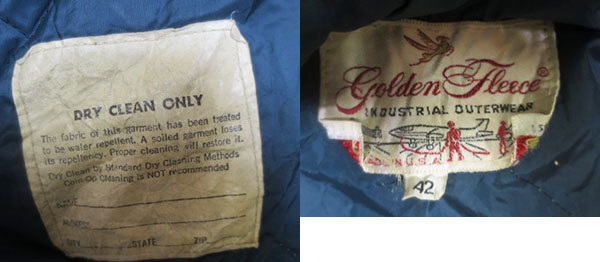 DRY CLEAN ONLY
The fabric of this garment has been treated
to be water repellent. A soiled garment loses
its repellency. Proper cleaning will restore it.
Dry Clean by Standard Dry Cleaning Methods
Coin Op Cleaning is NOT recommended
NAME
ADDRESS
CITY STATE ZIP
Golden Fleece®
INDUSTRIAL OUTERWEAR
MADE IN U.S.A.
42